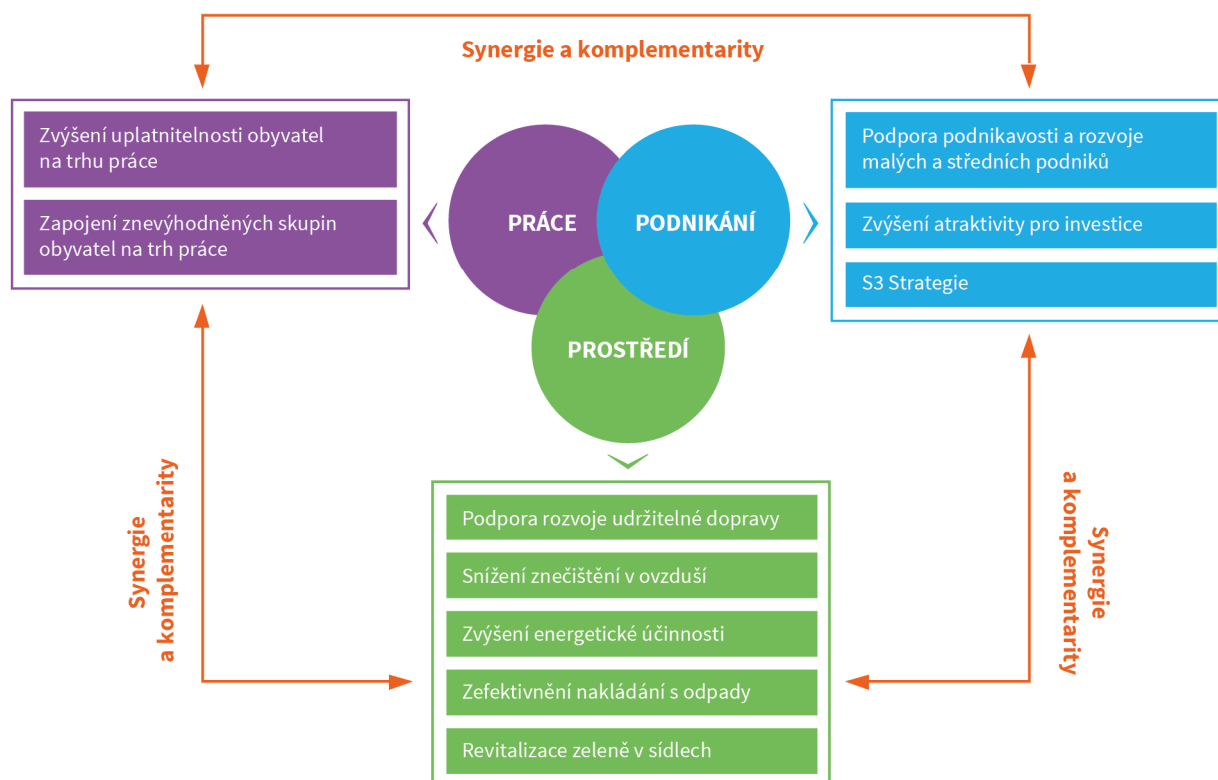 Synergie a komplementarity
Zvýšení uplatnitelnosti obyvatel
na trhu práce
Zapojení znevýhodněných skupin
obyvatel na trh práce
PRÁCE
PODNIKÁNÍ
PROSTŘEDÍ
Podpora podnikavosti a rozvoje
malých a středních podniků
Zvýšení atraktivity pro investice
S3 Strategie
Synergie
a komplementarity
Podpora rozvoje udržitelné dopravy
Snížení znečištění v ovzduší
Zvýšení energetické účinnosti
Zefektivnění nakládání s odpady
Revitalizace zeleně v sídlech
Synergie
a komplementarity